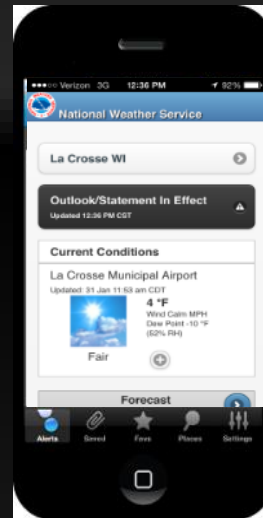 Verizon 3G 12:36 PM 92%
National Weather Service
La Crosse WI
Outlook/Statement In Effect
Updated 12:36 PM CST
Current Conditions
La Crosse Municipal Airport
Updated: 31 Jan 11:53 am CDT
4 °F
Wind Calm MPH
Dew Point -10 °F
(52% RH)
Fair
Forecast
Alerts Saved Favs Places Settings